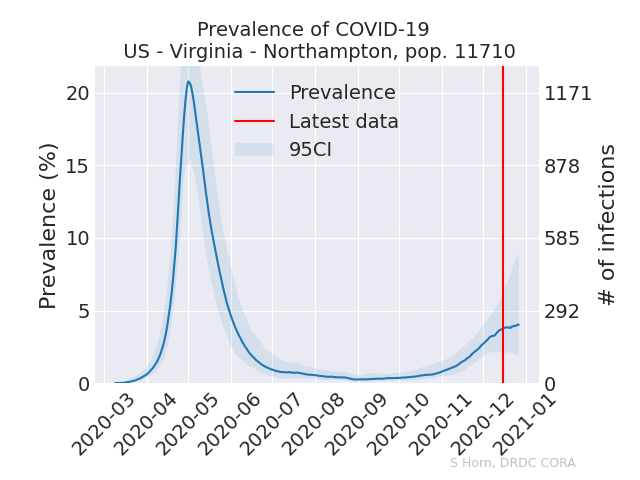 Prevalence of COVID-19
US - Virginia - Northampton, pop. 11710
Prevalence (%)
20
15
10
5
0
Prevalence
Latest data
95CI
1171
878
585
292
0
# of infections
2020-03
2020-04
2020-05
2020-06
2020-07
2020-08
2020-09
2020-10
2020-11
2020-12
2021-01
S Horn, DRDC CORA